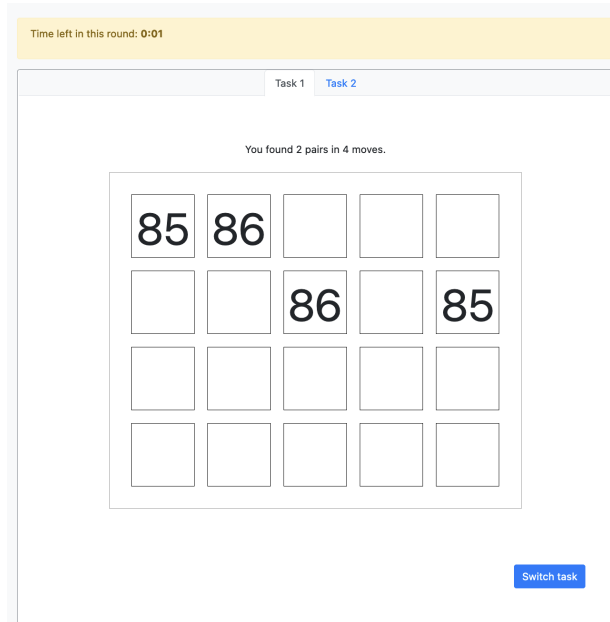 Time left in this round: 0:01
Task 1 Task 2
You found 2 pairs in 4 moves.
85 86
86 85
Switch task